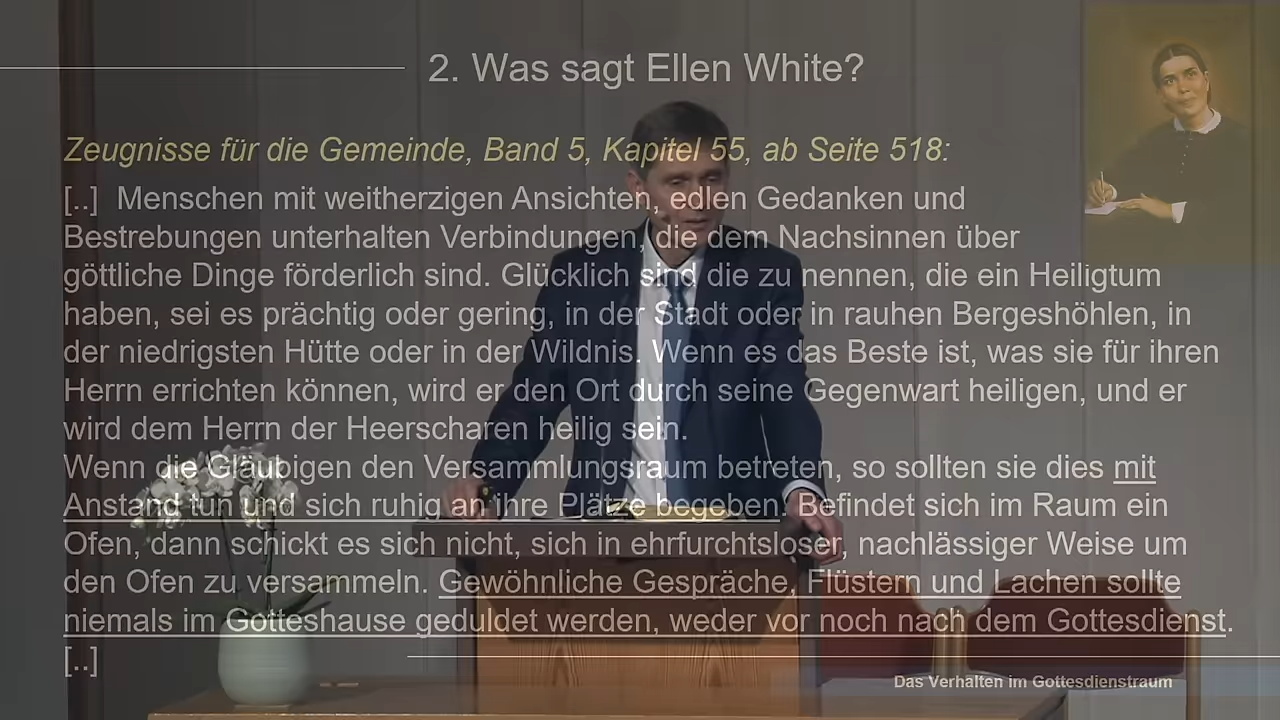 2. Was sagt Ellen White?
Zeugnisse für die Gemeinde, Band 5, Kapitel 55, ab Seite 518:
[..] Menschen mit weitherzigen Ansichten, edlen Gedanken und
Bestrebungen unterhalten Verbindungen, die dem Nachsinnen über
göttliche Dinge förderlich sind. Glücklich sind die zu nennen, die ein Heiligtum
haben, sei es prächtig oder gering, in der Stadt oder in rauhen Bergeshöhlen, in
der niedrigsten Hütte oder in der Wildnis. Wenn es das Beste ist, was sie für ihren
Herrn errichten können, wird er den Ort durch seine Gegenwart heiligen, und er
wird dem Herrn der Heerscharen heilig sein.
Wenn die Gläubigen den Versammlungsraum betreten, so sollten sie dies mit
Anstand tun und sich ruhig an ihre Plätze begeben. Befindet sich im Raum ein
Ofen, dann schickt es sich nicht, sich in ehrfurchtsloser, nachlässiger Weise um
den Ofen zu versammeln. Gewöhnliche Gespräche, Flüstern und Lachen sollte
niemals im Gotteshause geduldet werden, weder vor noch nach dem Gottesdienst.
[..]
Das Verhalten im Gottesdienstraum